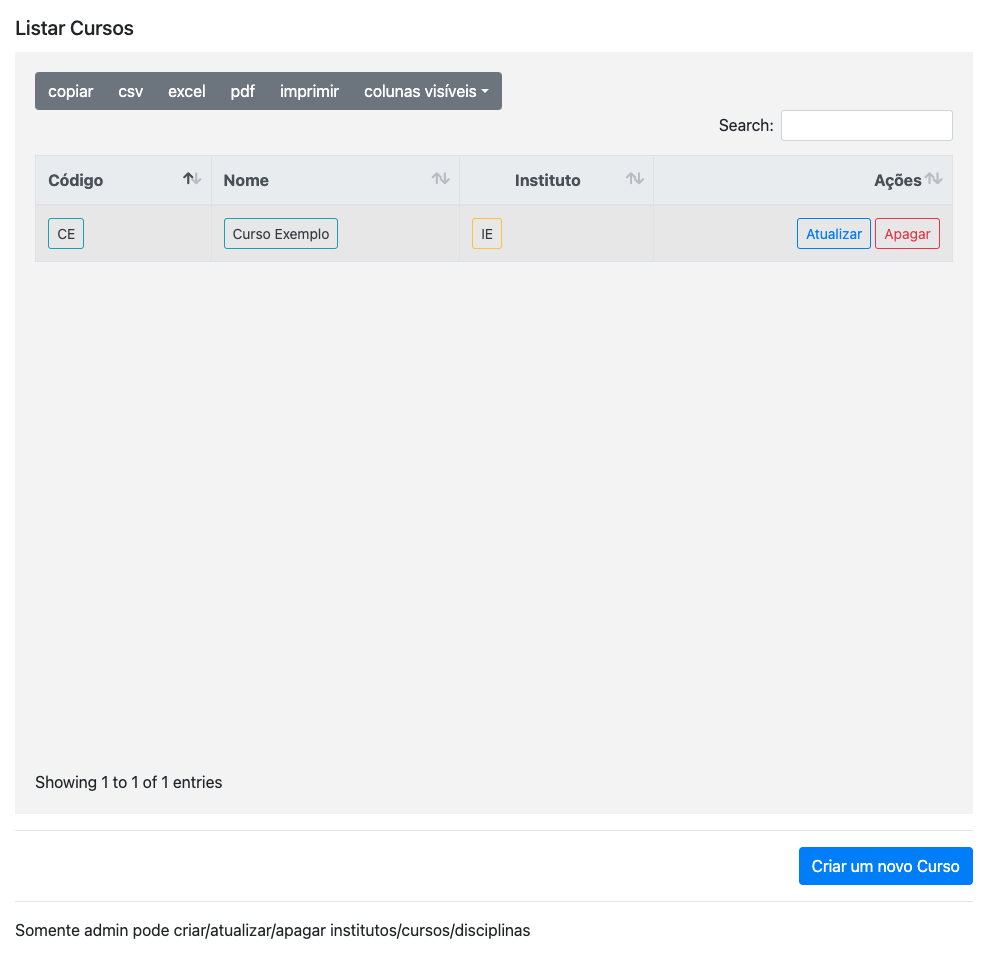 Listar Cursos
copiar csv excel pdf imprimir colunas visíveis
Search:
Código Nome Instituto Ações
CE Curso Exemplo IE Atualizar Apagar
Showing 1 to 1 of 1 entries
Criar um novo Curso
Somente admin pode criar/atualizar/apagar institutos/cursos/disciplinas